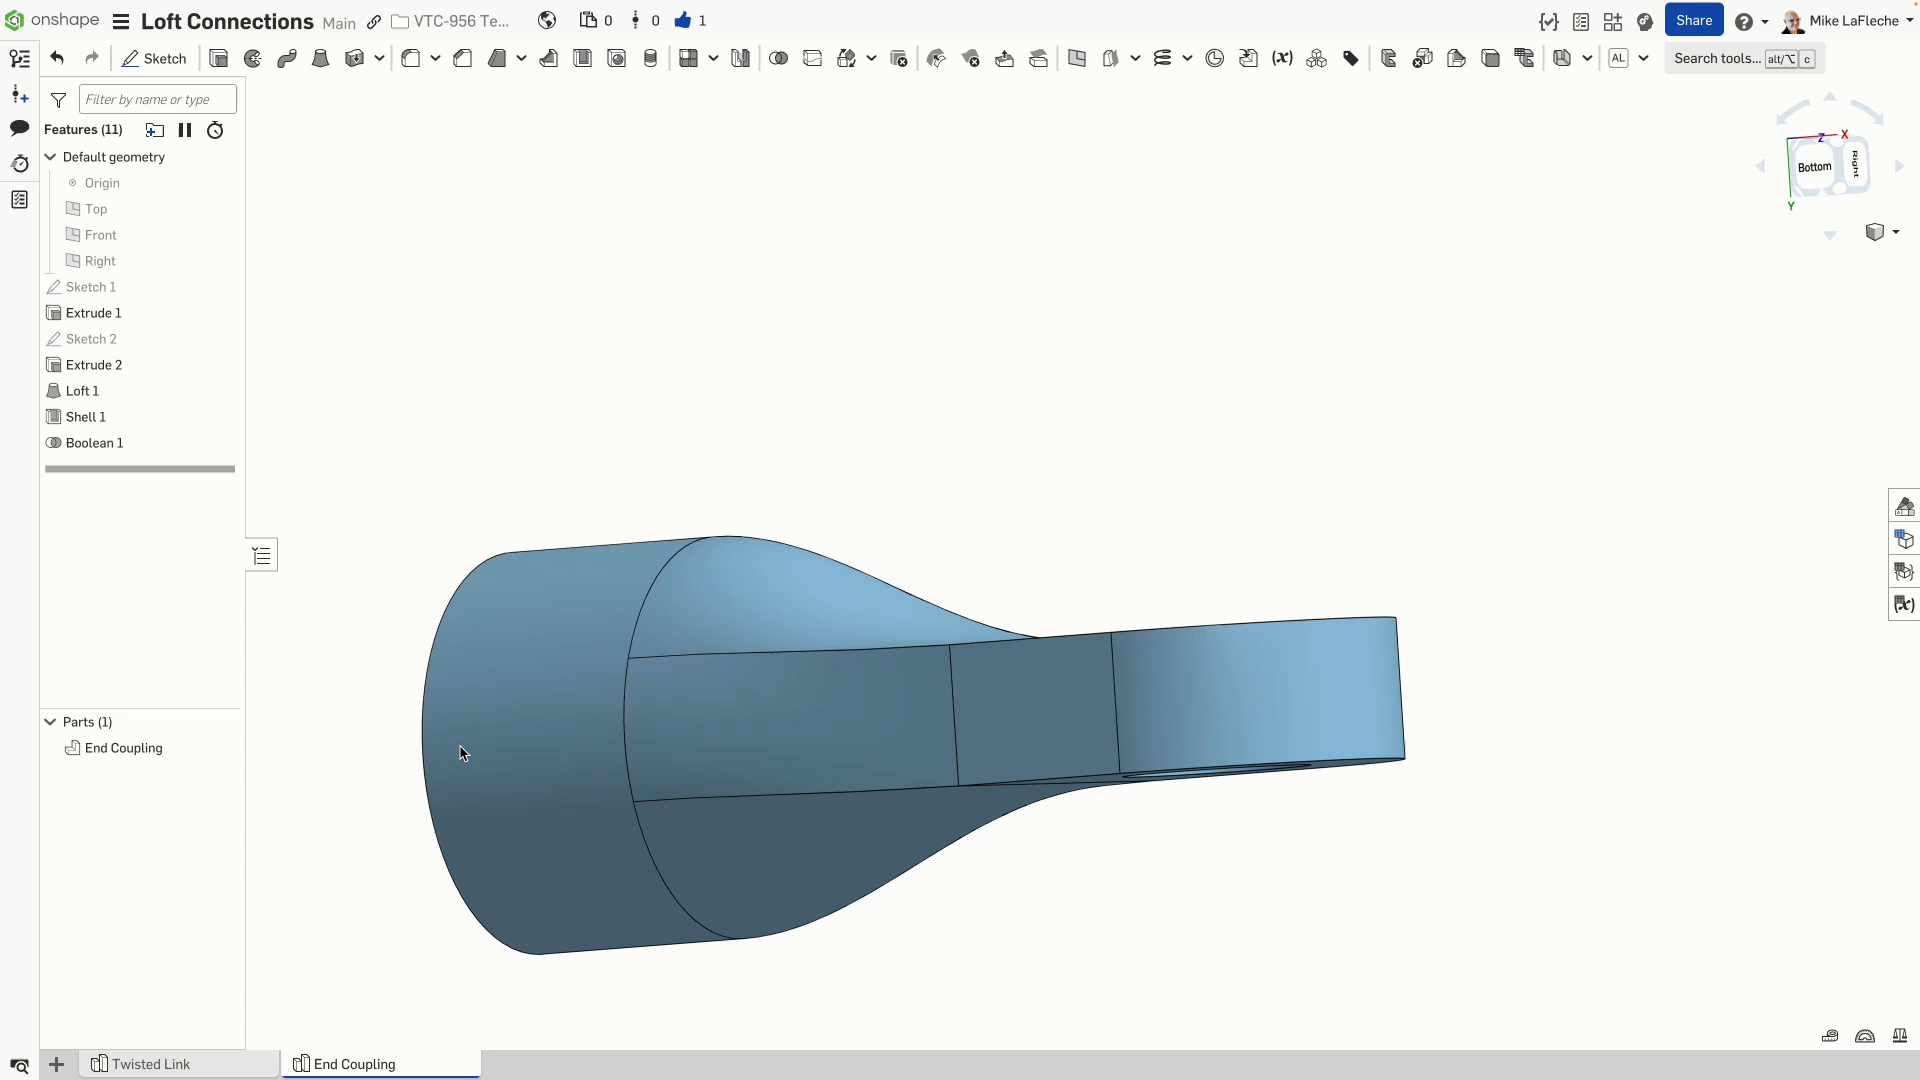 onshape Loft Connections Main VTC-956 Te... 0 0 1 Share Mike LaFleche
Sketch AL Search tools... alt/⌥ c
Filter by name or type
Features (11)
Default geometry
Origin
Top
Front
Right
Sketch 1
Extrude 1
Sketch 2
Extrude 2
Loft 1
Shell 1
Boolean 1
Z X
Bottom Right
Y
Parts (1)
End Coupling
Twisted Link End Coupling